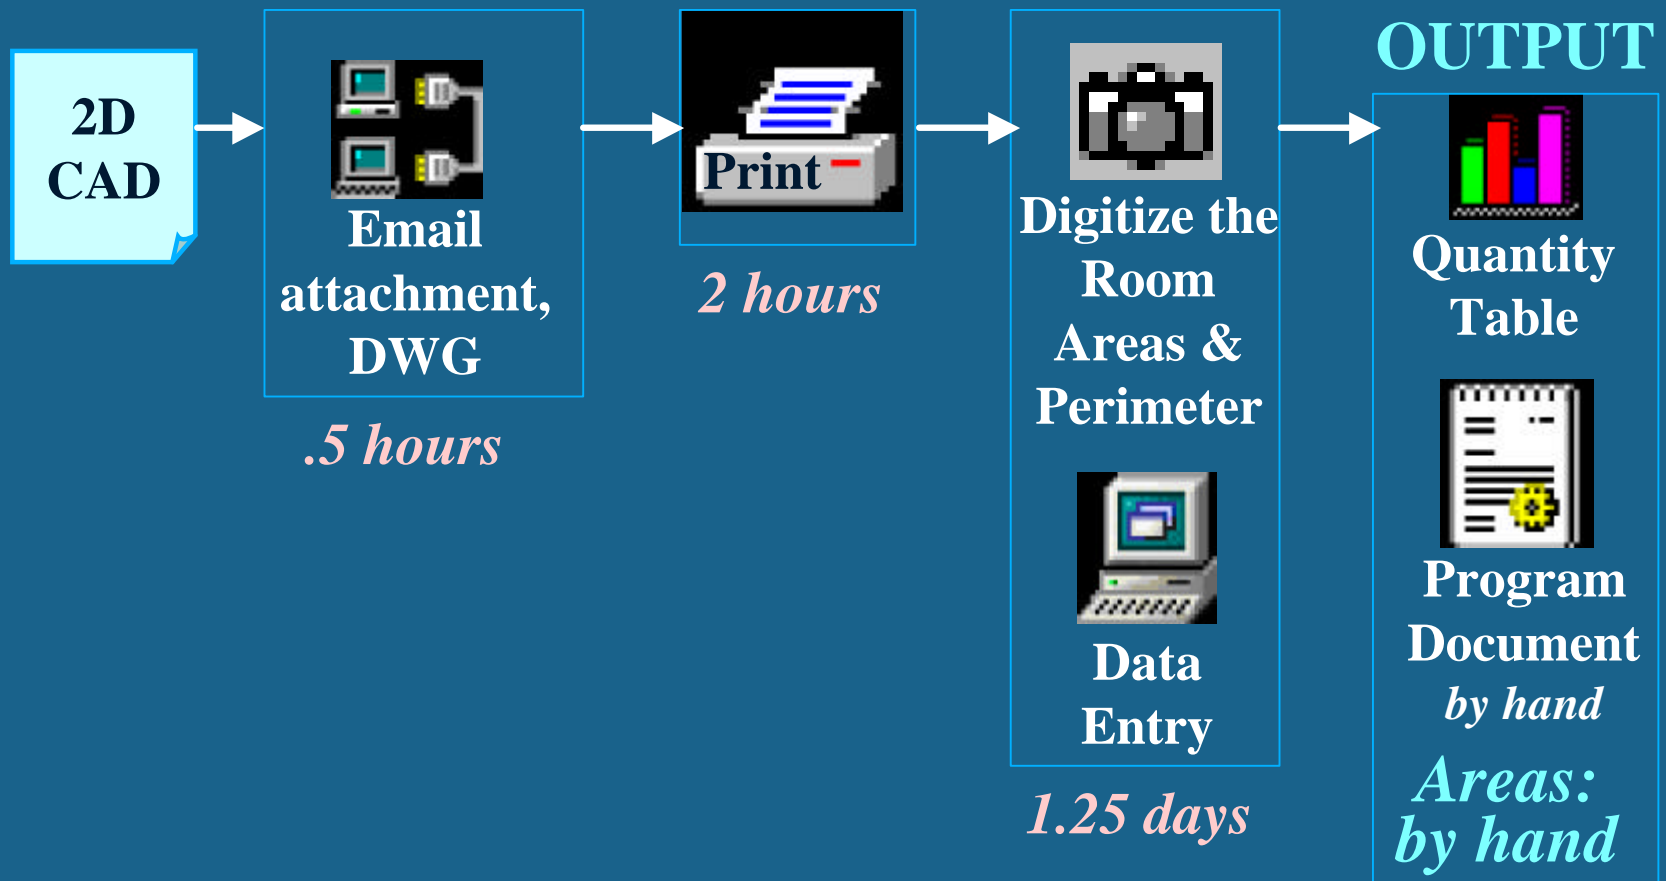 2D
CAD
Email
attachment,
DWG
.5 hours
Print
2 hours
Digitize the
Room
Areas &
Perimeter
Data
Entry
1.25 days
OUTPUT
Quantity
Table
Program
Document
by hand
Areas:
by hand